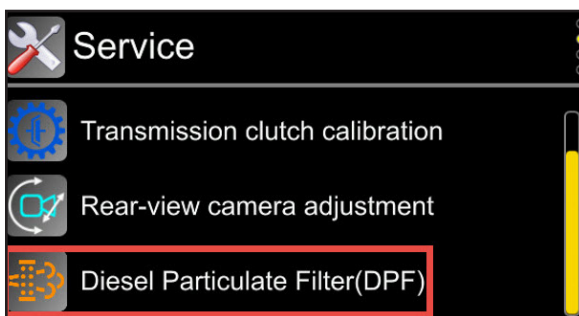 Service
Transmission clutch calibration
Rear-view camera adjustment
Diesel Particulate Filter(DPF)